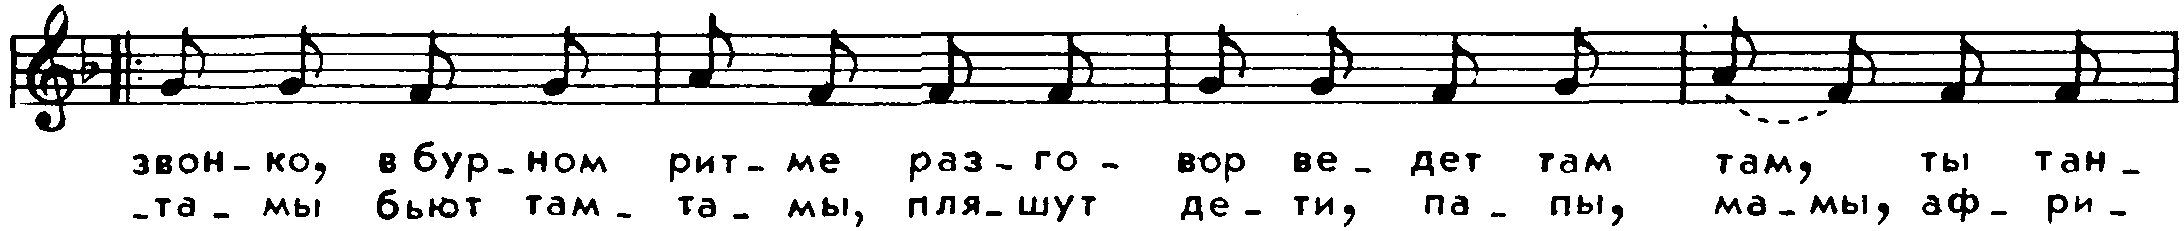 звон-ко, в бур-ном рит-ме раз-го-вор ве-дет там там, ты тан-
-та-мы бьют там-та-мы, пля-шут де-ти, па-пы, ма-мы, аф-ри-